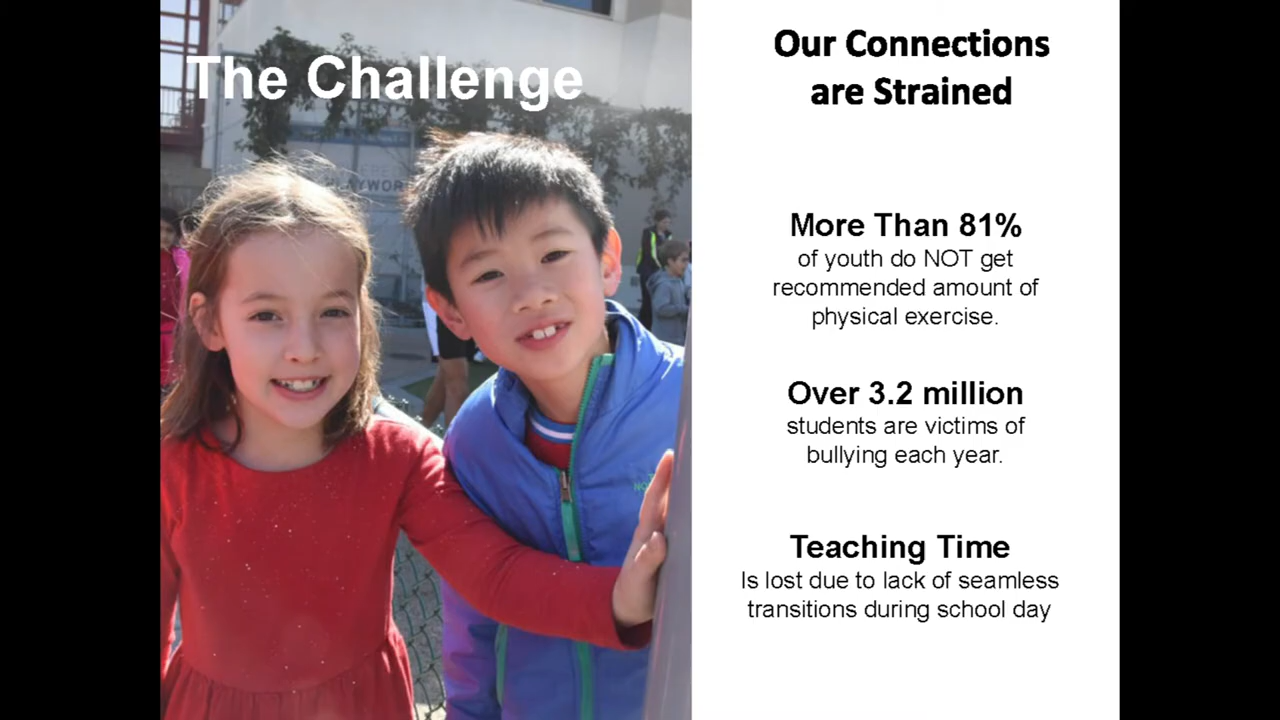 The Challenge
PLAYWOR
Our Connections
are Strained
More Than 81%
of youth do NOT get
recommended amount of
physical exercise.
Over 3.2 million
students are victims of
bullying each year.
Teaching Time
Is lost due to lack of seamless
transitions during school day